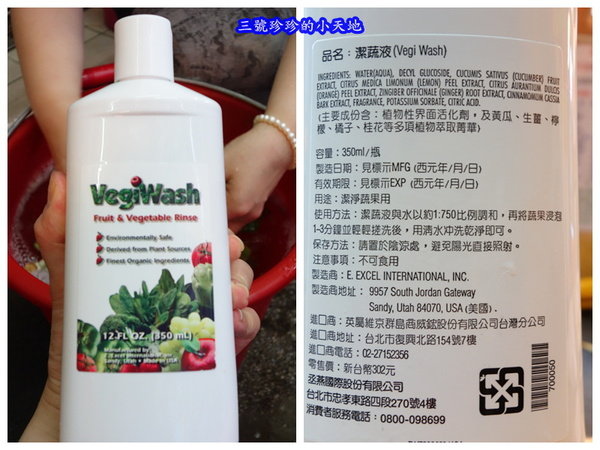 三號珍珍的小天地
VegiWash
Fruit & Vegetable Rinse
Environmentally Safe
Derived from Plant Sources
Finest Organic Ingredients
12 FL OZ. (350 mL)
Manufactured by:
E. Excel International, Inc.
Sandy, Utah • Made in USA
品名：潔蔬液(Vegi Wash)
INGREDIENTS: WATER(AQUA), DECYL GLUCOSIDE, CUCUMIS SATIVUS (CUCUMBER) FRUIT
EXTRACT, CITRUS MEDICA LIMONUM (LEMON) PEEL EXTRACT, CITRUS AURANTIUM DULCIS
(ORANGE) PEEL EXTRACT, ZINGIBER OFFICINALE (GINGER) ROOT EXTRACT, CINNAMOMUM CASSIA
BARK EXTRACT, FRAGRANCE, POTASSIUM SORBATE, CITRIC ACID.
(主要成份含：植物性界面活化劑，及黃瓜、生薑、檸
檬、橘子、桂花等多項植物萃取菁華)
容量：350ml/瓶
製造日期：見標示MFG (西元年/月/日)
有效期限：見標示EXP (西元年/月/日)
用途：潔淨蔬果用
使用方法：潔蔬液與水以約1:750比例調和，再將蔬果浸泡
1-3分鐘並輕輕搓洗後，用清水沖洗乾淨即可。
保存方法：請置於陰涼處，避免陽光直接照射。
注意事項：不可食用
製造商：E. EXCEL INTERNATIONAL, INC.
製造商地址：9957 South Jordan Gateway
Sandy, Utah 84070, USA (美國).
進口商：英屬維京群島商威鋐股份有限公司台灣分公司
進口商地址：台北市復興北路154號7樓
進口商電話：02-27152356
零售價：新台幣302元
丞燕國際股份有限公司
台北市忠孝東路四段270號4樓
消費者服務電話：0800-098699
700050